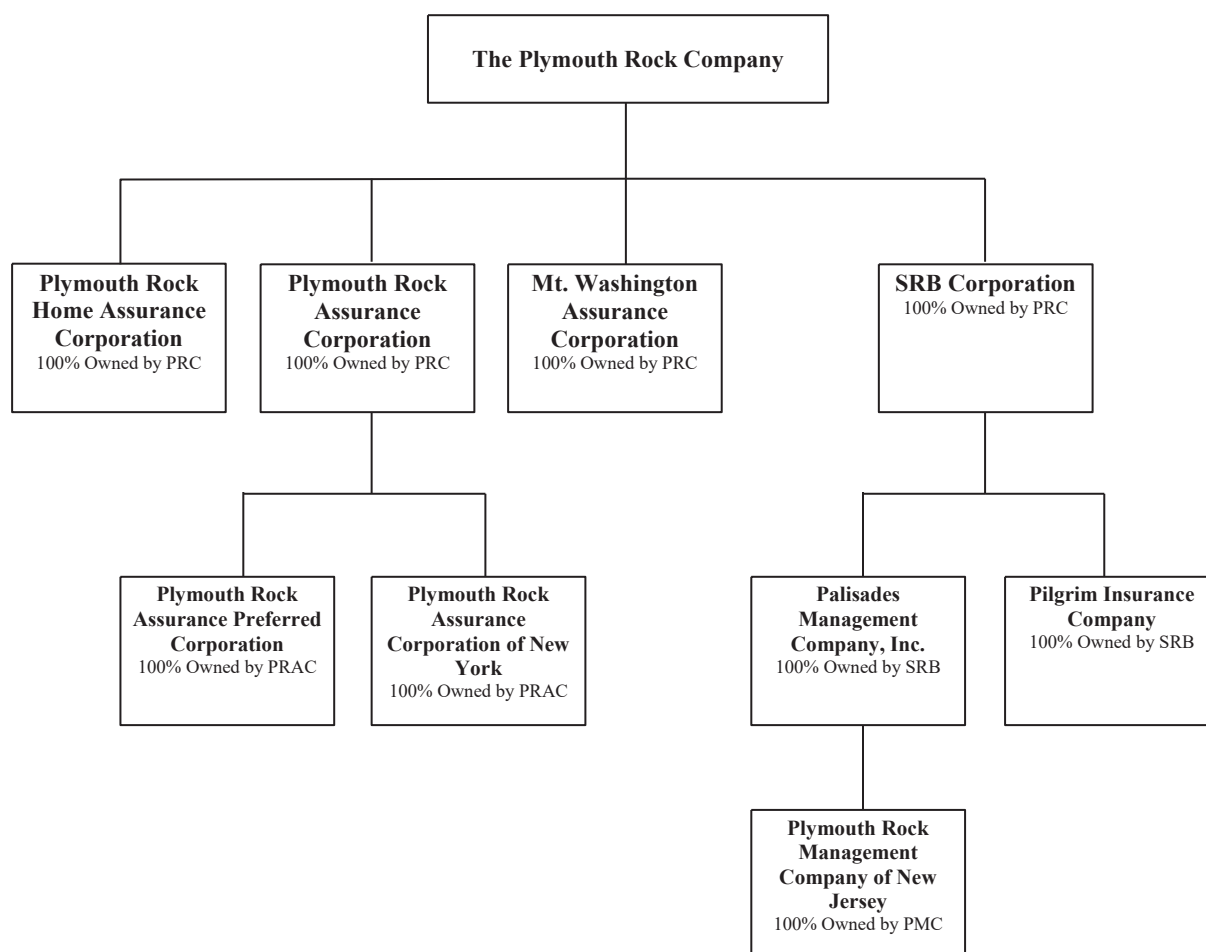 The Plymouth Rock Company
Plymouth Rock
Home Assurance
Corporation
100% Owned by PRC
Plymouth Rock
Assurance
Corporation
100% Owned by PRC
Mt. Washington
Assurance
Corporation
100% Owned by PRC
SRB Corporation
100% Owned by PRC
Plymouth Rock
Assurance Preferred
Corporation
100% Owned by PRAC
Plymouth Rock
Assurance
Corporation of New
York
100% Owned by PRAC
Palisades
Management
Company, Inc.
100% Owned by SRB
Pilgrim Insurance
Company
100% Owned by SRB
Plymouth Rock
Management
Company of New
Jersey
100% Owned by PMC